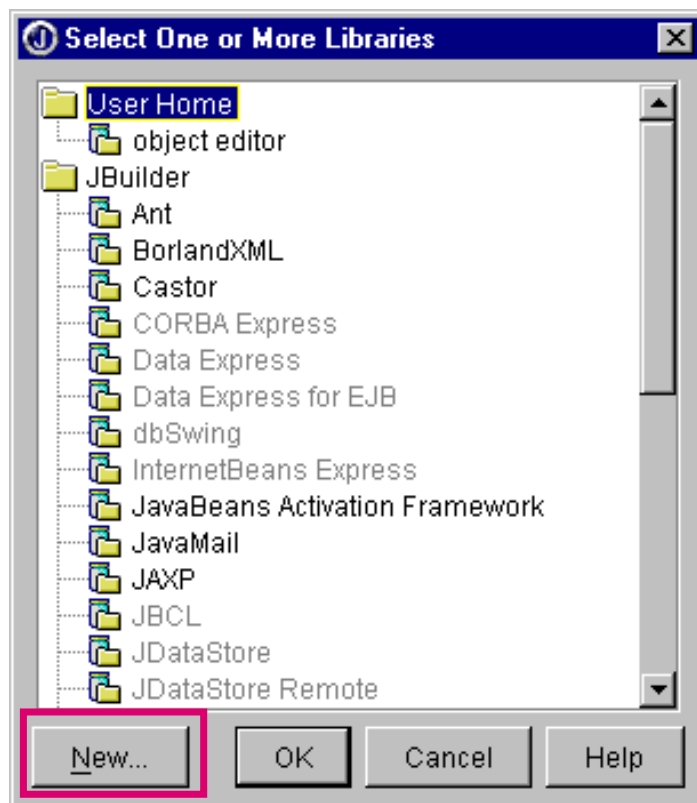 Select One or More Libraries
User Home
object editor
JBuilder
Ant
BorlandXML
Castor
CORBA Express
Data Express
Data Express for EJB
dbSwing
InternetBeans Express
JavaBeans Activation Framework
JavaMail
JAXP
JBCL
JDataStore
JDataStore Remote
New... OK Cancel Help